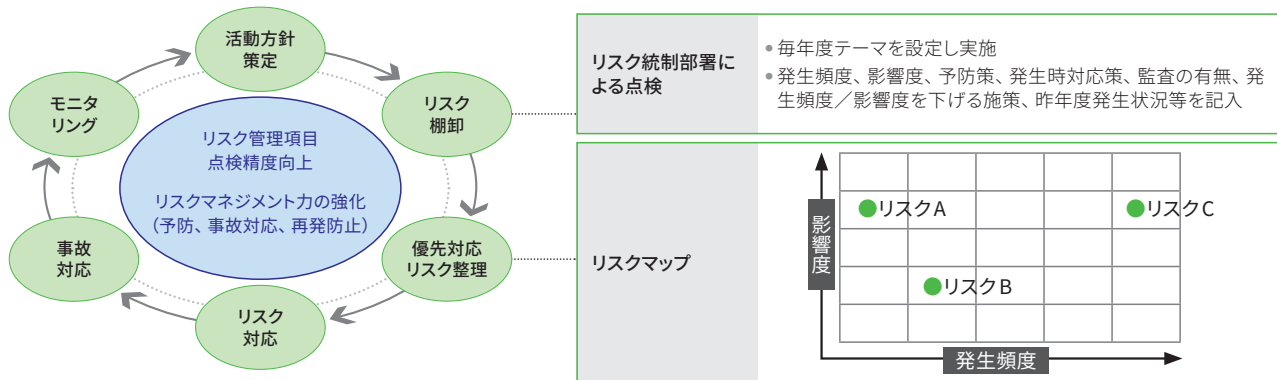 活動方針
策定
リスク
棚卸
優先対応
リスク整理
リスク
対応
事故
対応
モニタ
リング
リスク管理項目
点検精度向上
リスクマネジメント力の強化
（予防、事故対応、再発防止）
リスク統制部署に
よる点検
• 毎年度テーマを設定し実施
• 発生頻度、影響度、予防策、発生時対応策、監査の有無、発
生頻度／影響度を下げる施策、昨年度発生状況等を記入
リスクマップ
影響度
リスクA
リスクC
リスクB
発生頻度